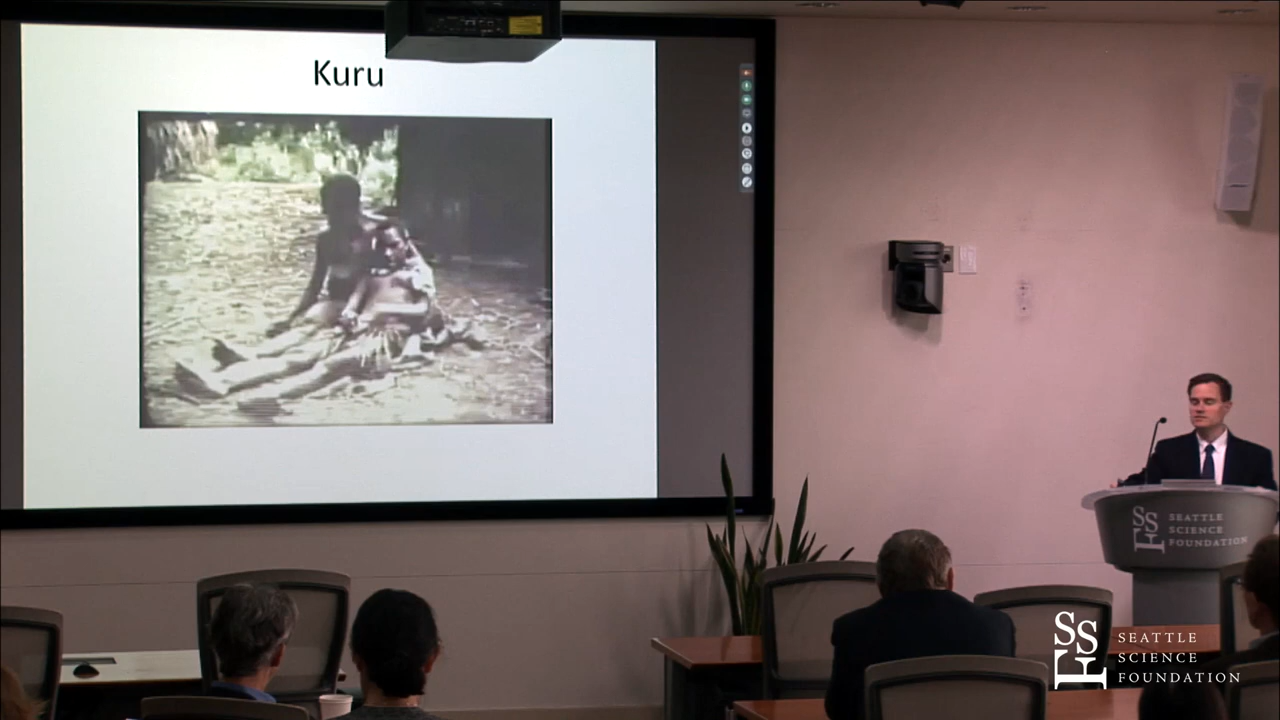 Kuru
SSF
SEATTLE
SCIENCE
FOUNDATION
SSF
SEATTLE
SCIENCE
FOUNDATION